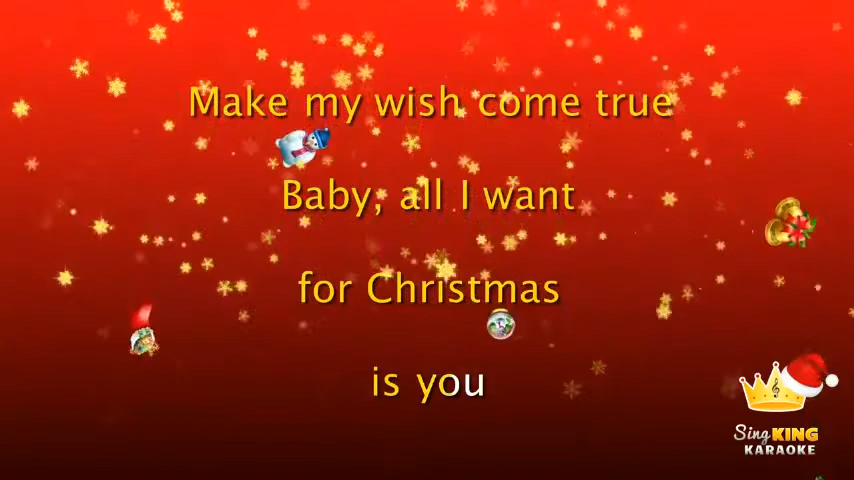 Make my wish come true
Baby, all I want
for Christmas
is you
Sing KING
KARAOKE